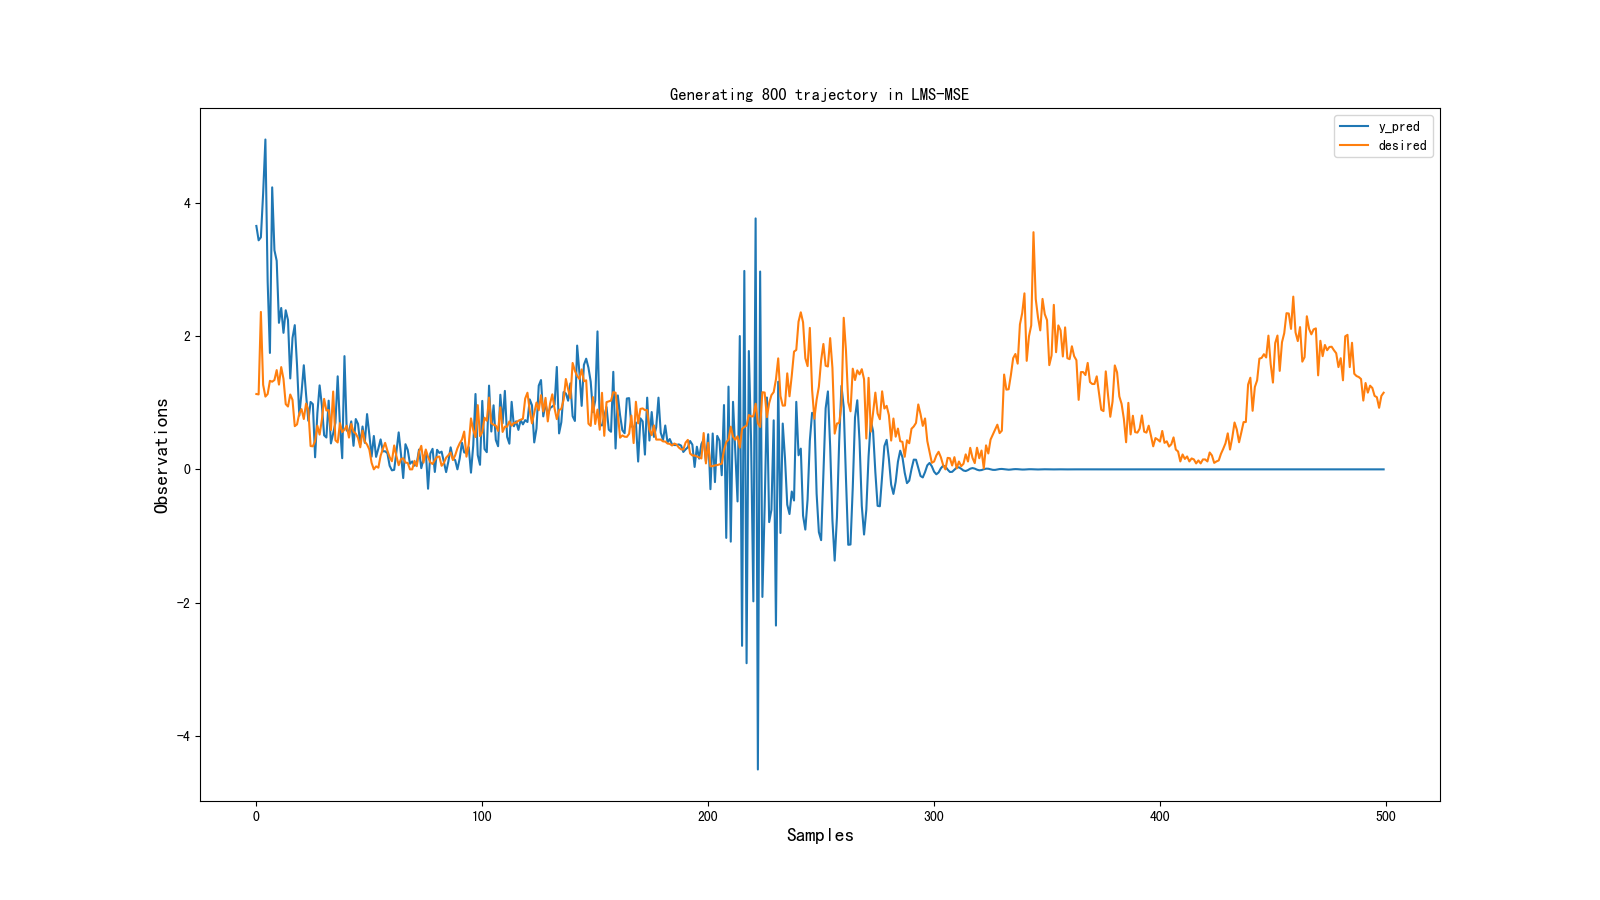 Generating 800 trajectory in LMS-MSE
y_pred
desired
4
2
0
−2
−4
Observations
0 100 200 300 400 500
Samples